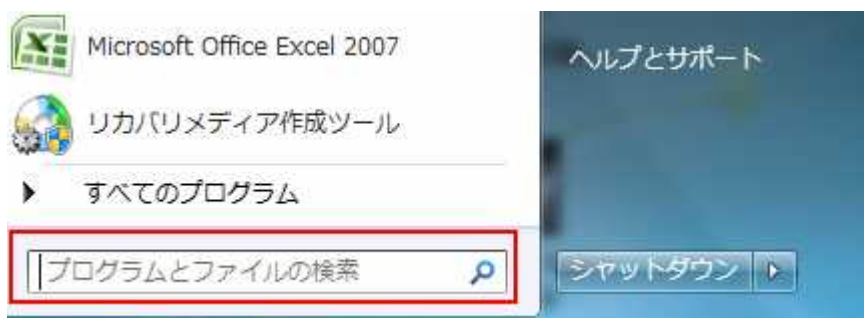 Microsoft Office Excel 2007
リカバリメディア作成ツール
すべてのプログラム
プログラムとファイルの検索
ヘルプとサポート
シャットダウン